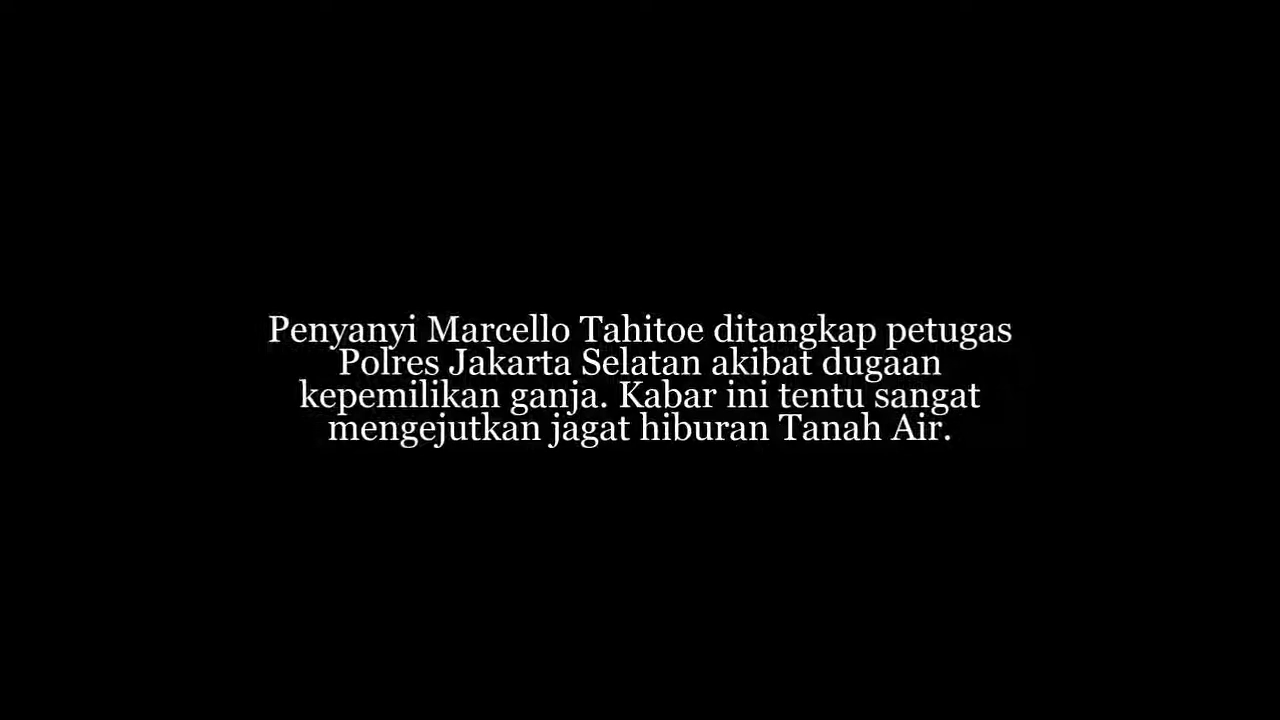 Penyanyi Marcello Tahitoe ditangkap petugas
Polres Jakarta Selatan akibat dugaan
kepemilikan ganja. Kabar ini tentu sangat
mengejutkan jagat hiburan Tanah Air.